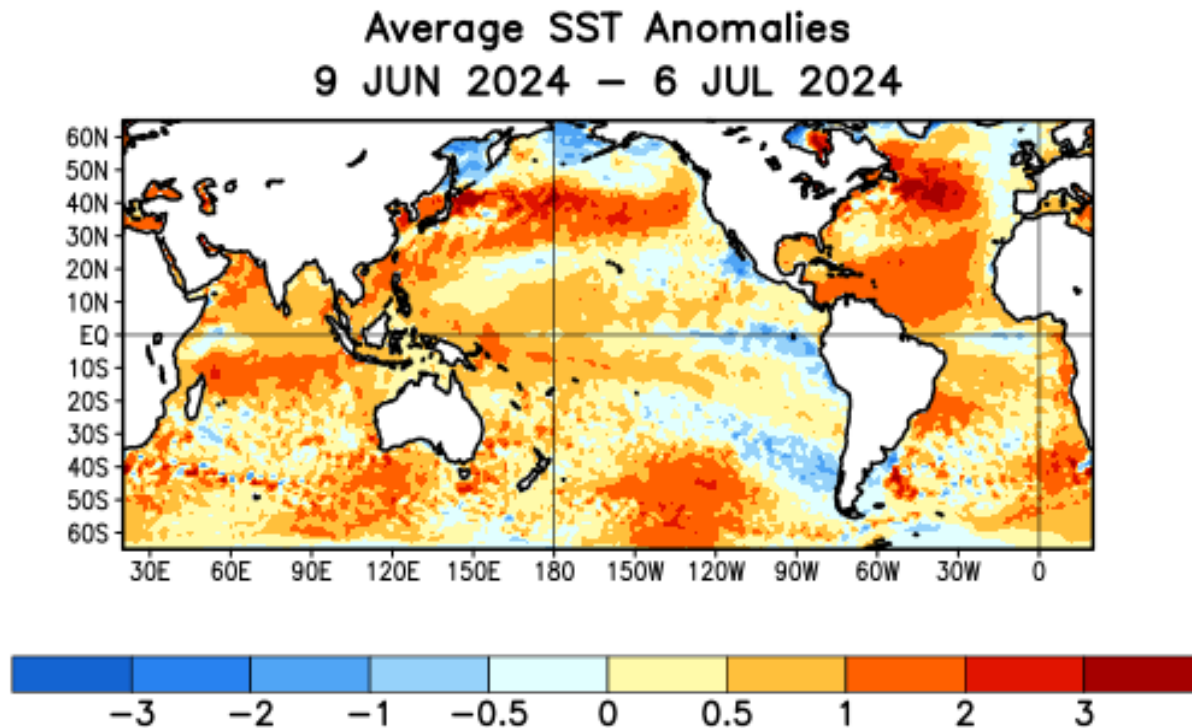 Average SST Anomalies
9 JUN 2024 – 6 JUL 2024
60N
50N
40N
30N
20N
10N
EQ
10S
20S
30S
40S
50S
60S
30E 60E 90E 120E 150E 180 150W 120W 90W 60W 30W 0
-3 -2 -1 -0.5 0 0.5 1 2 3